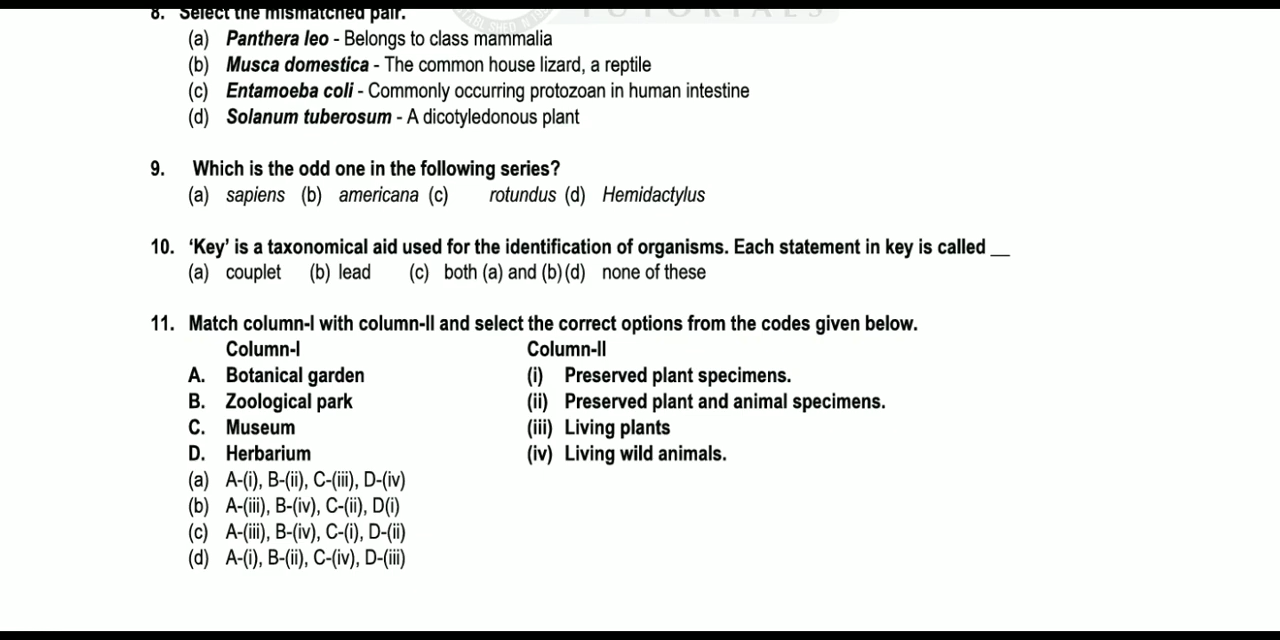 8. Select the mismatched pair.
(a) Panthera leo - Belongs to class mammalia
(b) Musca domestica - The common house lizard, a reptile
(c) Entamoeba coli - Commonly occurring protozoan in human intestine
(d) Solanum tuberosum - A dicotyledonous plant
9. Which is the odd one in the following series?
(a) sapiens (b) americana (c) rotundus (d) Hemidactylus
10. ‘Key’ is a taxonomical aid used for the identification of organisms. Each statement in key is called __
(a) couplet (b) lead (c) both (a) and (b) (d) none of these
11. Match column-I with column-II and select the correct options from the codes given below.
Column-I Column-II
A. Botanical garden (i) Preserved plant specimens.
B. Zoological park (ii) Preserved plant and animal specimens.
C. Museum (iii) Living plants
D. Herbarium (iv) Living wild animals.
(a) A-(i), B-(ii), C-(iii), D-(iv)
(b) A-(iii), B-(iv), C-(ii), D(i)
(c) A-(iii), B-(iv), C-(i), D-(ii)
(d) A-(i), B-(ii), C-(iv), D-(iii)